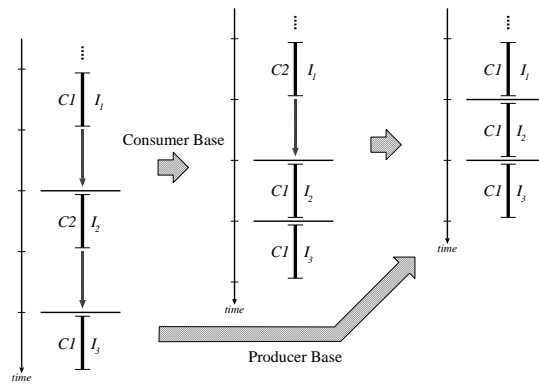 C1 I1
C2 I2
C1 I3
time
Consumer Base
C2 I1
C1 I2
C1 I3
time
C1 I1
C1 I2
C1 I3
time
Producer Base